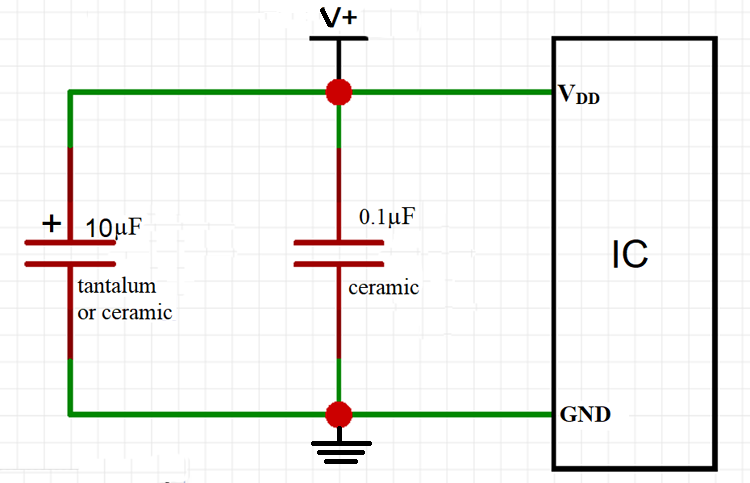 V+
VDD
+ 10µF
0.1µF
IC
tantalum
or ceramic
ceramic
GND